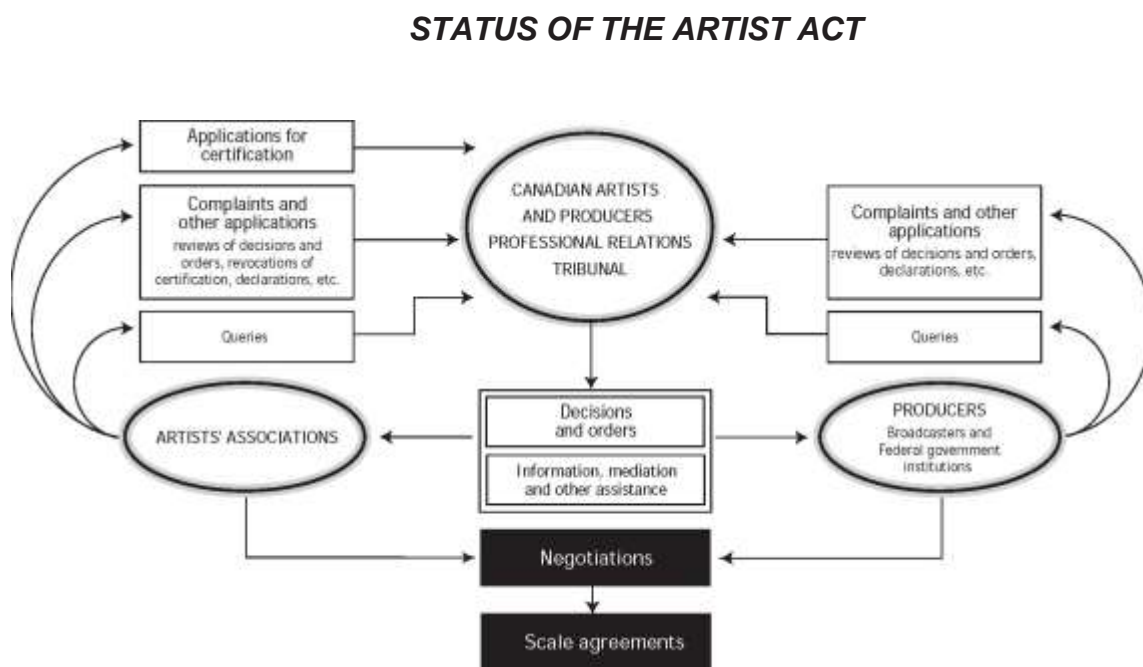 STATUS OF THE ARTIST ACT
Applications for
certification
Complaints and
other applications
reviews of decisions and
orders, revocations of
certification, declarations, etc.
Queries
ARTISTS' ASSOCIATIONS
CANADIAN ARTISTS
AND PRODUCERS
PROFESSIONAL RELATIONS
TRIBUNAL
Decisions
and orders
Information, mediation
and other assistance
Complaints and other
applications
reviews of decisions and orders,
declarations, etc.
Queries
PRODUCERS
Broadcasters and
Federal government
institutions
Negotiations
Scale agreements